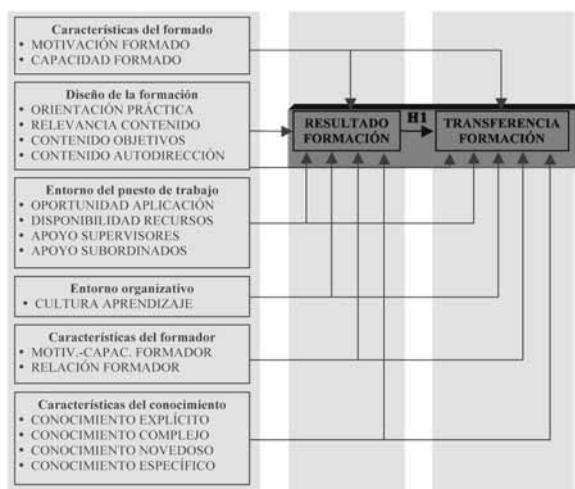 Características del formado
• MOTIVACIÓN FORMADO
• CAPACIDAD FORMADO
Diseño de la formación
• ORIENTACIÓN PRÁCTICA
• RELEVANCIA CONTENIDO
• CONTENIDO OBJETIVOS
• CONTENIDO AUTODIRECCIÓN
Entorno del puesto de trabajo
• OPORTUNIDAD APLICACIÓN
• DISPONIBILIDAD RECURSOS
• APOYO SUPERVISORES
• APOYO SUBORDINADOS
Entorno organizativo
• CULTURA APRENDIZAJE
Características del formador
• MOTIV.-CAPAC. FORMADOR
• RELACIÓN FORMADOR
Características del conocimiento
• CONOCIMIENTO EXPLÍCITO
• CONOCIMIENTO COMPLEJO
• CONOCIMIENTO NOVEDOSO
• CONOCIMIENTO ESPECÍFICO
RESULTADO
FORMACIÓN
H1
TRANSFERENCIA
FORMACIÓN